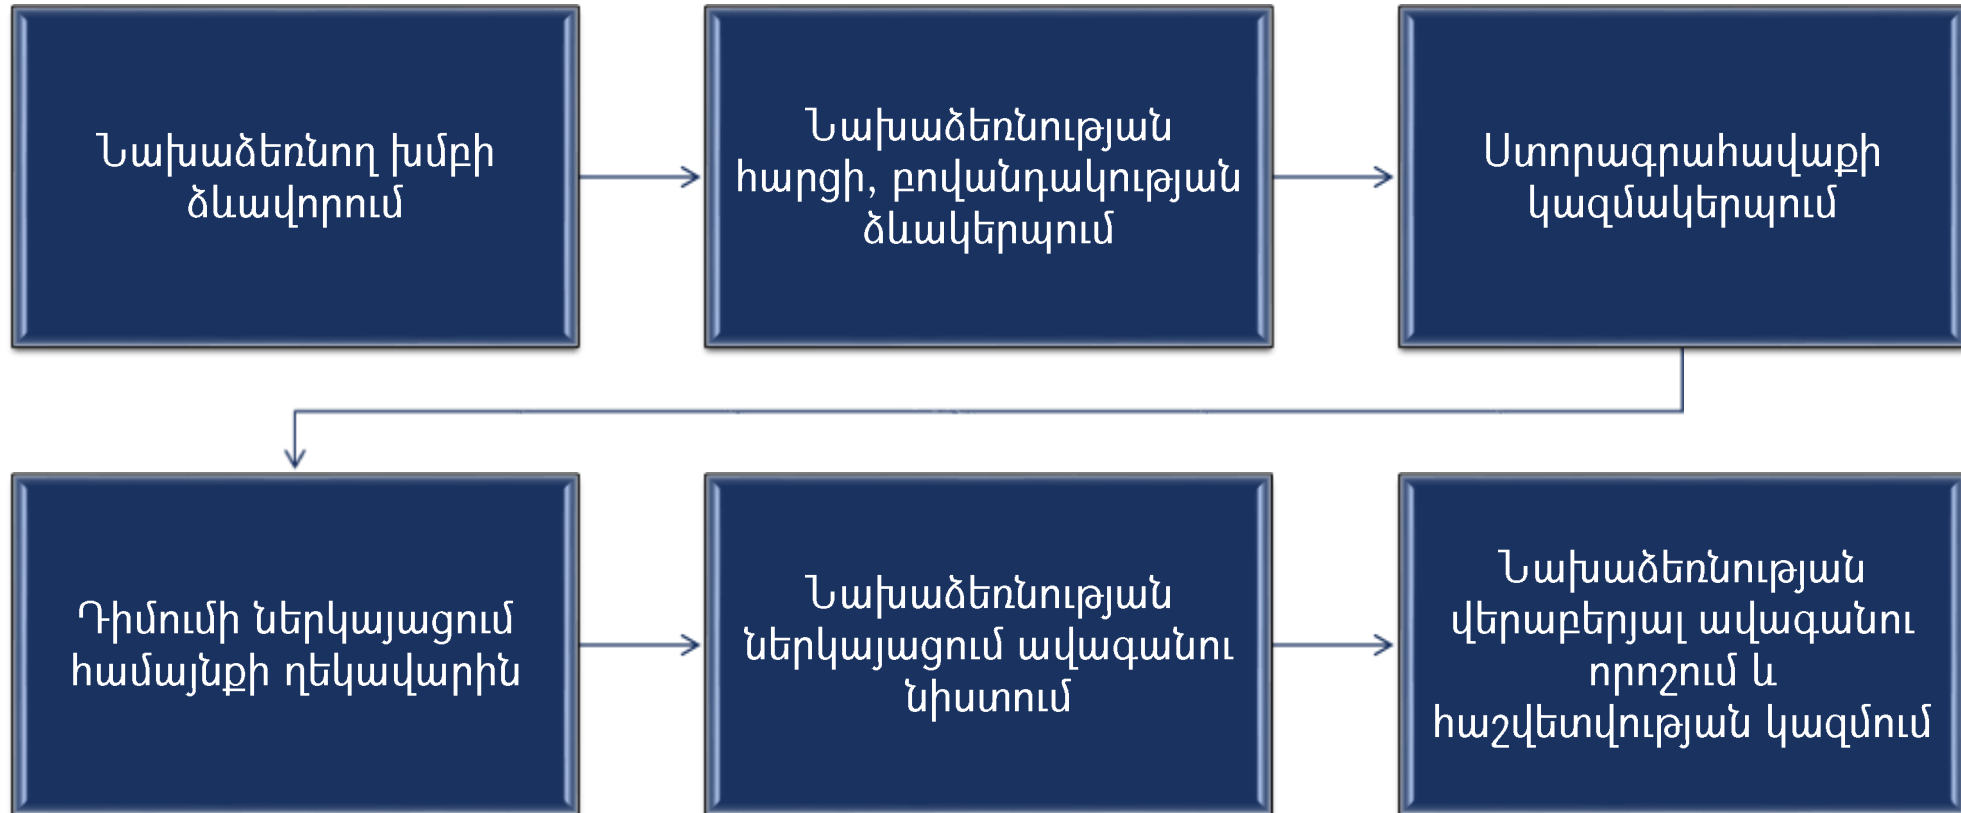 Նախաձեռնող խմբի
ձևավորում
Նախաձեռնության
հարցի, բովանդակության
ձևակերպում
Ստորագրահավաքի
կազմակերպում
Դիմումի ներկայացում
համայնքի ղեկավարին
Նախաձեռնության
ներկայացում ավագանու
նիստում
Նախաձեռնության
վերաբերյալ ավագանու
որոշում և
հաշվետվության կազմում